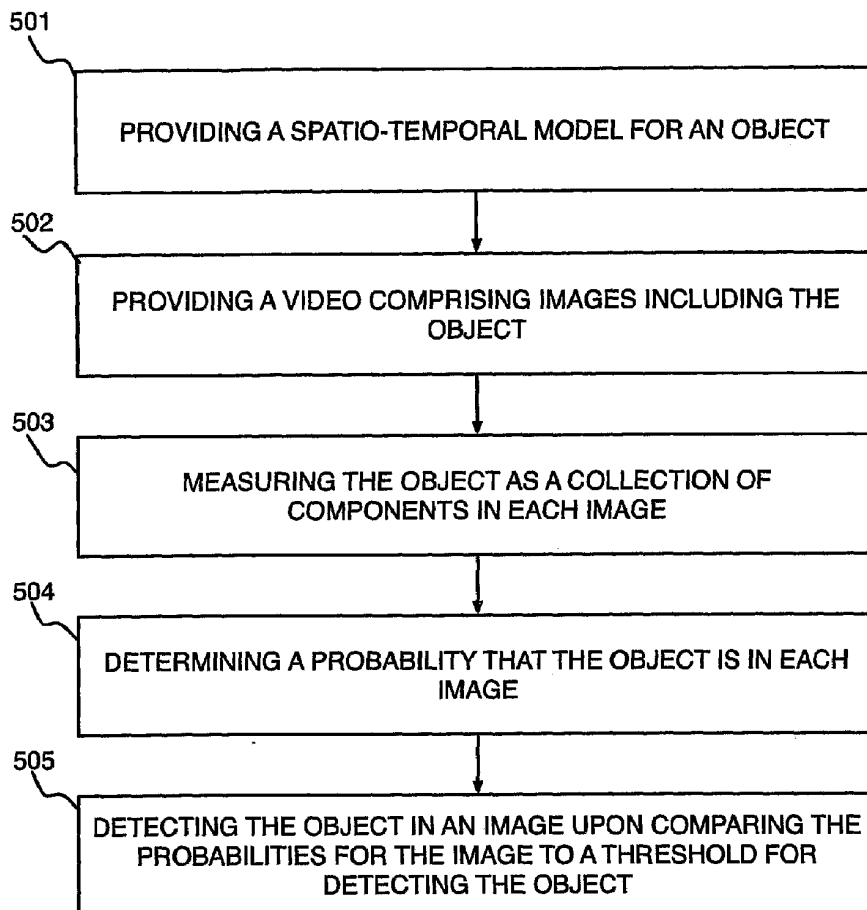 501
PROVIDING A SPATIO-TEMPORAL MODEL FOR AN OBJECT
502
PROVIDING A VIDEO COMPRISING IMAGES INCLUDING THE
OBJECT
503
MEASURING THE OBJECT AS A COLLECTION OF
COMPONENTS IN EACH IMAGE
504
DETERMINING A PROBABILITY THAT THE OBJECT IS IN EACH
IMAGE
505
DETECTING THE OBJECT IN AN IMAGE UPON COMPARING THE
PROBABILITIES FOR THE IMAGE TO A THRESHOLD FOR
DETECTING THE OBJECT